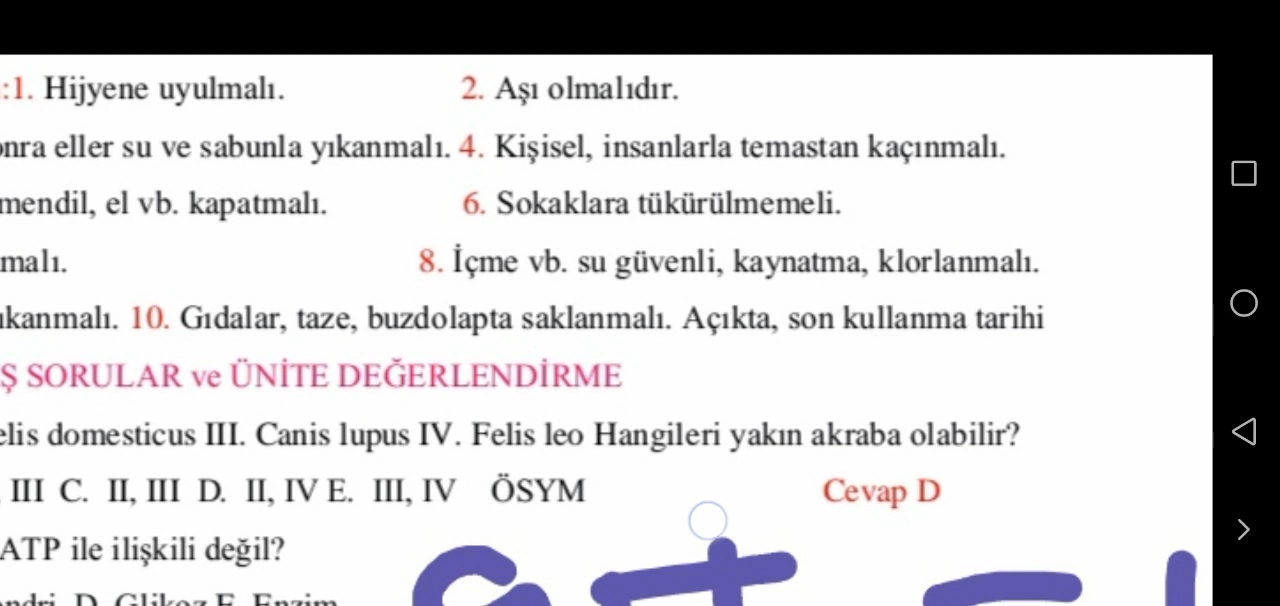 :1. Hijyene uyulmalı. 2. Aşı olmalıdır.
onra eller su ve sabunla yıkanmalı. 4. Kişisel, insanlarla temastan kaçınmalı.
mendil, el vb. kapatmalı. 6. Sokaklara tükürülmemeli.
malı. 8. İçme vb. su güvenli, kaynatma, klorlanmalı.
ıkanmalı. 10. Gıdalar, taze, buzdolapta saklanmalı. Açıkta, son kullanma tarihi
Ş SORULAR ve ÜNİTE DEĞERLENDİRME
elis domesticus III. Canis lupus IV. Felis leo Hangileri yakın akraba olabilir?
III C. II, III D. II, IV E. III, IV ÖSYM Cevap D
ATP ile ilişkili değil?
ondri D. Glikoz E. Enzim